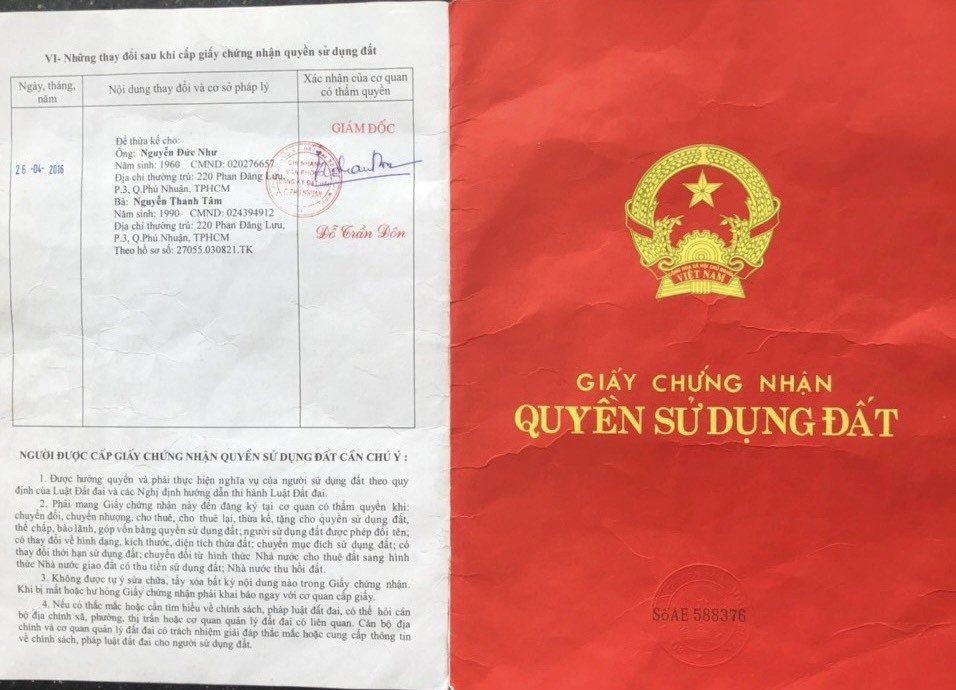 VI- Những thay đổi sau khi cấp giấy chứng nhận quyền sử dụng đất
Ngày, tháng, năm
Nội dung thay đổi và cơ sở pháp lý
Xác nhận của cơ quan có thẩm quyền
26-04-2016
Để thừa kế cho:
Ông: Nguyễn Đức Như
Năm sinh: 1960 CMND: 020276657
Địa chỉ thường trú: 220 Phan Đăng Lưu,
P.3, Q.Phú Nhuận, TPHCM
Bà: Nguyễn Thanh Tâm
Năm sinh: 1990 CMND: 024394912
Địa chỉ thường trú: 220 Phan Đăng Lưu,
P.3, Q.Phú Nhuận, TPHCM
Theo hồ sơ số: 27055.030821.TK
GIÁM ĐỐC
CHI NHÁNH
VĂN PHÒNG
Đỗ Trần Đôn
NGƯỜI ĐƯỢC CẤP GIẤY CHỨNG NHẬN QUYỀN SỬ DỤNG ĐẤT CẦN CHÚ Ý :
1. Được hưởng quyền và phải thực hiện nghĩa vụ của người sử dụng đất theo quy
định của Luật Đất đai và các Nghị định hướng dẫn thi hành Luật Đất đai.
2. Phải mang Giấy chứng nhận này đến đăng ký tại cơ quan có thẩm quyền khi:
chuyển đổi, chuyển nhượng, cho thuê, cho thuê lại, thừa kế, tặng cho quyền sử dụng đất,
thế chấp, bảo lãnh, góp vốn bằng quyền sử dụng đất; người sử dụng đất được phép đổi tên;
có thay đổi về hình dạng, kích thước, diện tích thửa đất; chuyển mục đích sử dụng đất; có
thay đổi thời hạn sử dụng đất; chuyển đổi từ hình thức Nhà nước cho thuê đất sang hình
thức Nhà nước giao đất có thu tiền sử dụng đất; Nhà nước thu hồi đất.
3. Không được tự ý sửa chữa, tẩy xóa bất kỳ nội dung nào trong Giấy chứng nhận.
Khi bị mất hoặc hư hỏng Giấy chứng nhận phải khai báo ngay với cơ quan cấp giấy.
4. Nếu có thắc mắc hoặc cần tìm hiểu về chính sách, pháp luật đất đai, có thể hỏi cán
bộ địa chính xã, phường, thị trấn hoặc cơ quan quản lý đất đai có liên quan. Cán bộ địa
chính và cơ quan quản lý đất đai có trách nhiệm giải đáp thắc mắc hoặc cung cấp thông tin
về chính sách, pháp luật đất đai cho người sử dụng đất.
CỘNG HÒA XÃ HỘI CHỦ NGHĨA
VIỆT NAM
GIẤY CHỨNG NHẬN
QUYỀN SỬ DỤNG ĐẤT
Số AE 588376